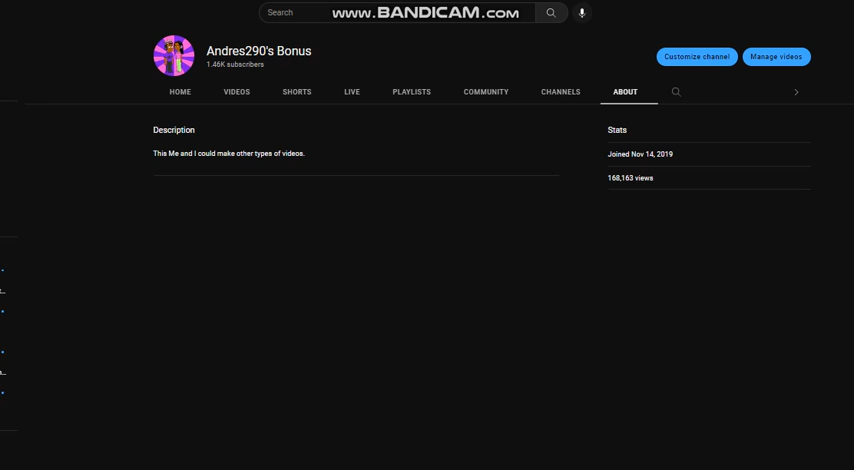 Search
www.BANDICAM.com
Andres290's Bonus
1.46K subscribers
Customize channel
Manage videos
HOME
VIDEOS
SHORTS
LIVE
PLAYLISTS
COMMUNITY
CHANNELS
ABOUT
Description
This Me and I could make other types of videos.
Stats
Joined Nov 14, 2019
168,163 views